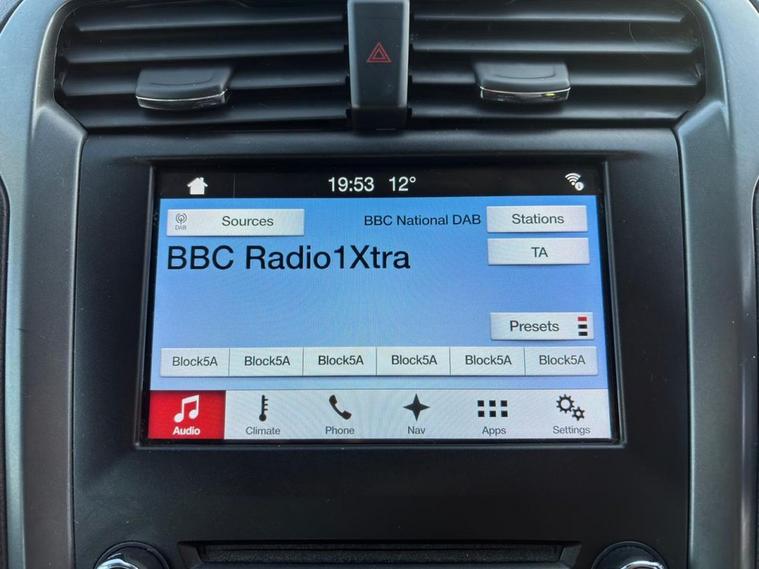 19:53 12°
DAB
Sources
BBC National DAB
Stations
BBC Radio1Xtra
TA
Presets
Block5A Block5A Block5A Block5A Block5A Block5A
Audio Climate Phone Nav Apps Settings